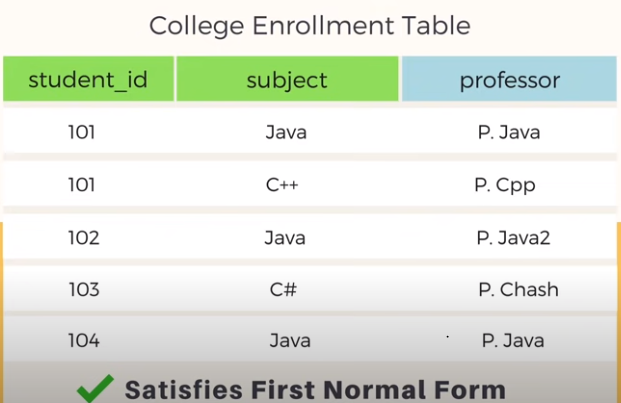 College Enrollment Table
student_id subject professor
101 Java P. Java
101 C++ P. Cpp
102 Java P. Java2
103 C# P. Chash
104 Java P. Java
Satisfies First Normal Form